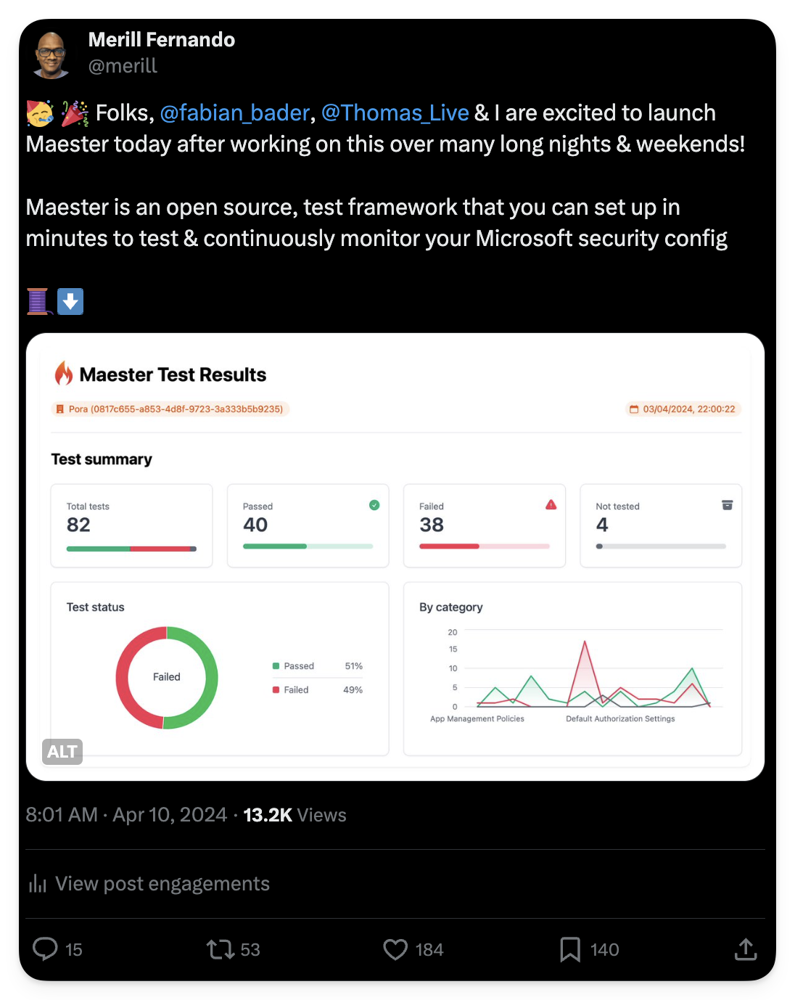 Merill Fernando
@merill
🥳 🎉 Folks, @fabian_bader, @Thomas_Live & I are excited to launch
Maester today after working on this over many long nights & weekends!
Maester is an open source, test framework that you can set up in
minutes to test & continuously monitor your Microsoft security config
🧵 ⬇️
Maester Test Results
Pora (0817c655-a853-4d8f-9723-3a333b5b9235)
03/04/2024, 22:00:22
Test summary
Total tests
82
Passed
40
Failed
38
Not tested
4
Test status
Failed
Passed 51%
Failed 49%
By category
20
15
10
5
0
App Management Policies
Default Authorization Settings
ALT
8:01 AM · Apr 10, 2024 · 13.2K Views
View post engagements
15
53
184
140